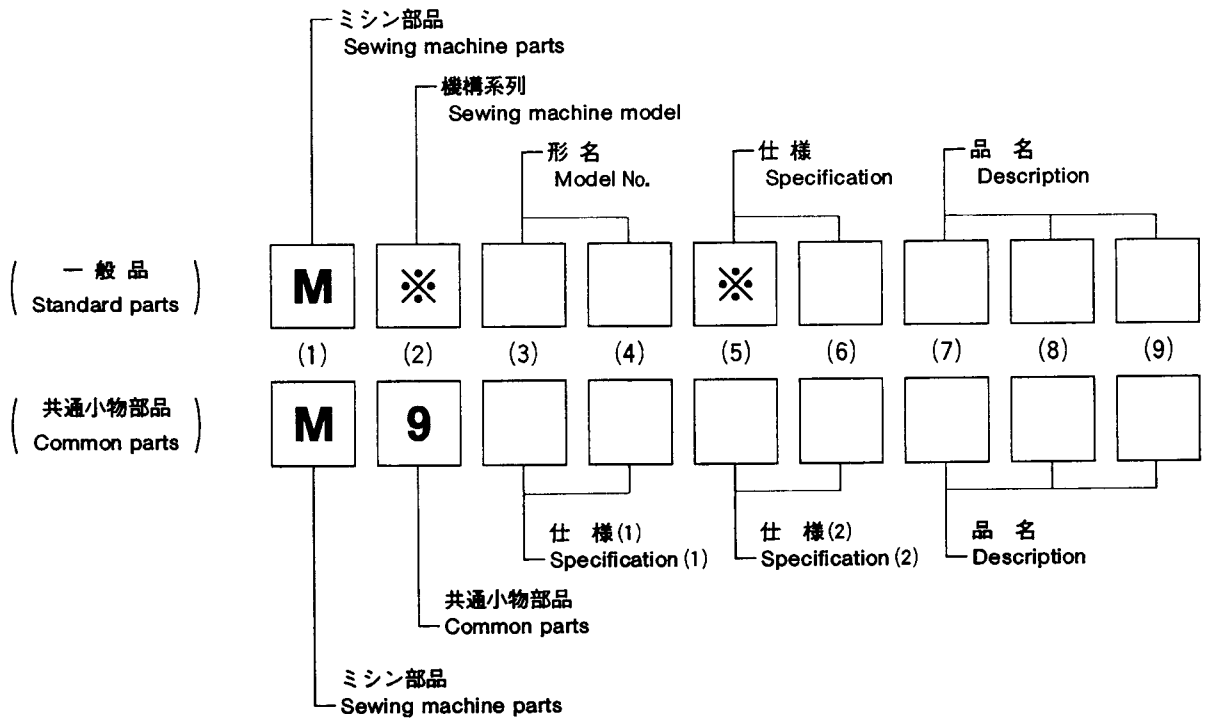 ミシン部品
Sewing machine parts
機構系列
Sewing machine model
形 名
Model No.
仕 様
Specification
品 名
Description
( 一 般 品
Standard parts )
M ※ ※
(1) (2) (3) (4) (5) (6) (7) (8) (9)
( 共通小物部品
Common parts )
M 9
仕 様(1)
Specification (1)
仕 様(2)
Specification (2)
品 名
Description
共通小物部品
Common parts
ミシン部品
Sewing machine parts